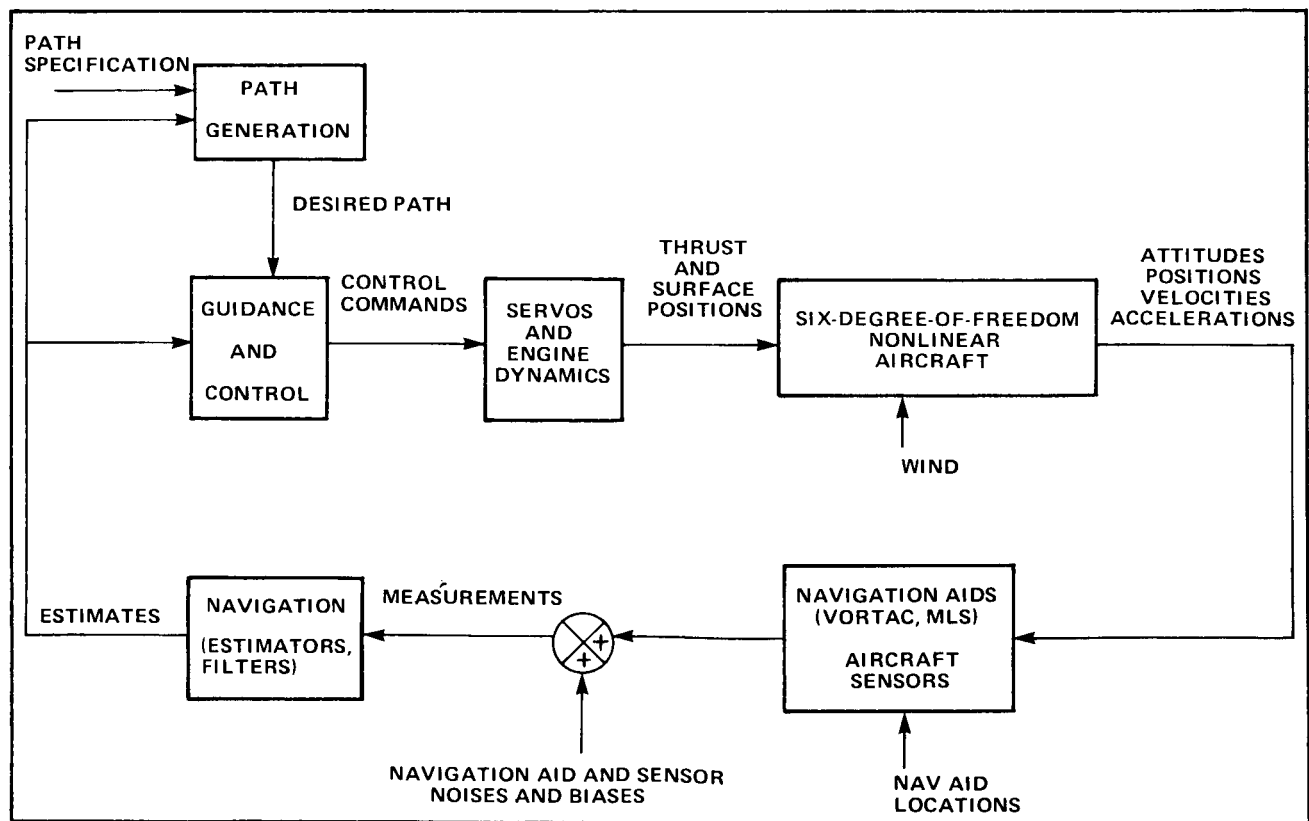 PATH
SPECIFICATION
PATH
GENERATION
DESIRED PATH
GUIDANCE
AND
CONTROL
CONTROL
COMMANDS
SERVOS
AND
ENGINE
DYNAMICS
THRUST
AND
SURFACE
POSITIONS
SIX-DEGREE-OF-FREEDOM
NONLINEAR
AIRCRAFT
ATTITUDES
POSITIONS
VELOCITIES
ACCELERATIONS
WIND
ESTIMATES
NAVIGATION
(ESTIMATORS,
FILTERS)
MEASUREMENTS
+
+
NAVIGATION AIDS
(VORTAC, MLS)
AIRCRAFT
SENSORS
NAVIGATION AID AND SENSOR
NOISES AND BIASES
NAV AID
LOCATIONS